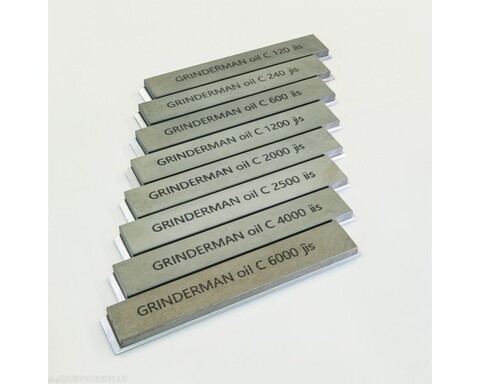 GRINDERMAN oil C 120 jis
GRINDERMAN oil C 240 jis
GRINDERMAN oil C 600 jis
GRINDERMAN oil C 1200 jis
GRINDERMAN oil C 2000 jis
GRINDERMAN oil C 2500 jis
GRINDERMAN oil C 4000 jis
GRINDERMAN oil C 6000 jis